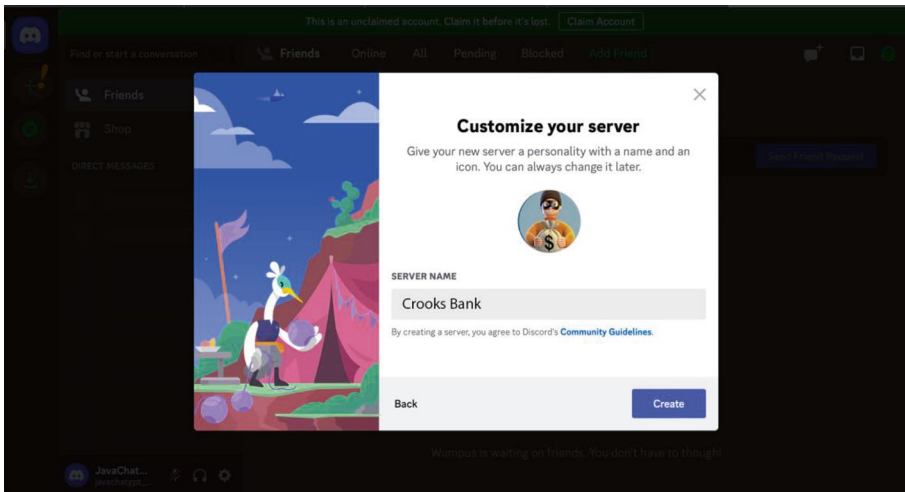 This is an unclaimed account. Claim it before it's lost. Claim Account
Find or start a conversation
Friends Online All Pending Blocked Add Friend
Friends
Shop
DIRECT MESSAGES
Send Friend Request
Customize your server
Give your new server a personality with a name and an
icon. You can always change it later.
$
SERVER NAME
Crooks Bank
By creating a server, you agree to Discord's Community Guidelines.
Back Create
Wumpus is waiting on friends. You don't have to though!
JavaChat...
javachatgpt_...